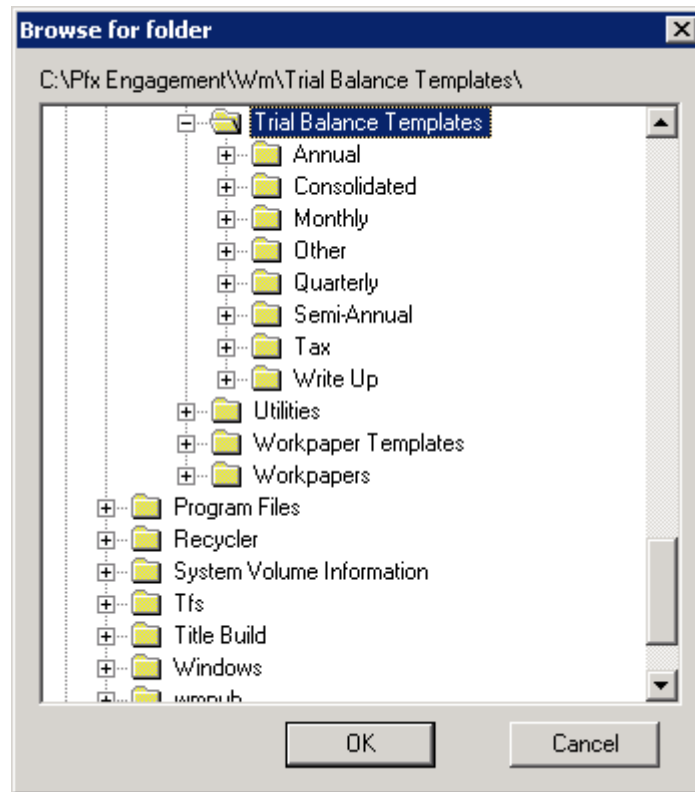 Browse for folder
C:\Pfx Engagement\Wm\Trial Balance Templates\
Trial Balance Templates
Annual
Consolidated
Monthly
Other
Quarterly
Semi-Annual
Tax
Write Up
Utilities
Workpaper Templates
Workpapers
Program Files
Recycler
System Volume Information
Tfs
Title Build
Windows
wmpub
OK Cancel